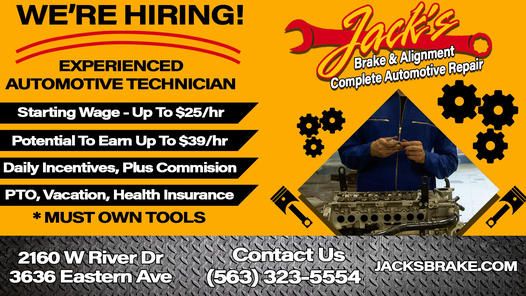 WE'RE HIRING!
EXPERIENCED
AUTOMOTIVE TECHNICIAN
Starting Wage - Up To $25/hr
Potential To Earn Up To $39/hr
Daily Incentives, Plus Commision
PTO, Vacation, Health Insurance
* MUST OWN TOOLS
Jack's
Brake & Alignment
Complete Automotive Repair
2160 W River Dr
3636 Eastern Ave
Contact Us
(563) 323-5554
JACKSBRAKE.COM